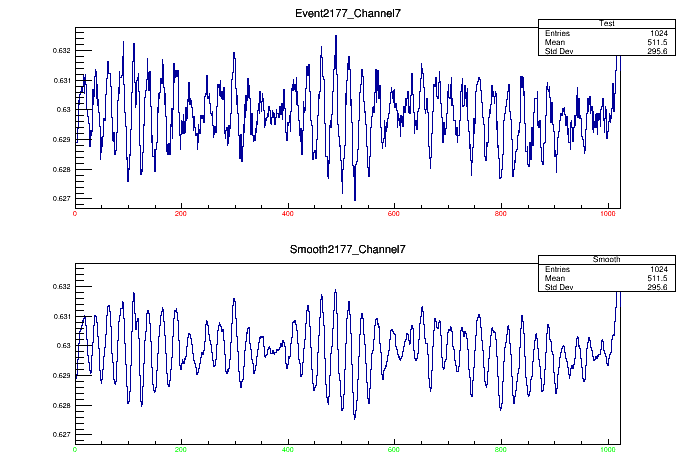 Event2177_Channel7
Test
Entries 1024
Mean 511.5
Std Dev 295.6
0.632
0.631
0.63
0.629
0.628
0.627
0 200 400 600 800 1000
Smooth2177_Channel7
Smooth
Entries 1024
Mean 511.5
Std Dev 295.6
0.632
0.631
0.63
0.629
0.628
0.627
0 200 400 600 800 1000